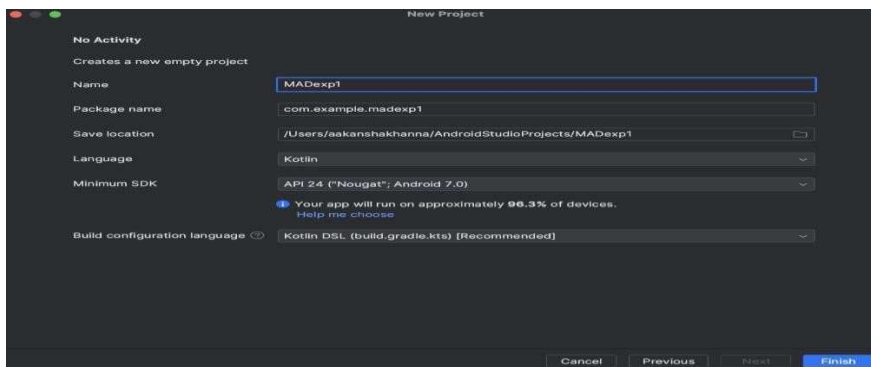 New Project
No Activity
Creates a new empty project
Name MADexp1
Package name com.example.madexp1
Save location /Users/aakanshakhanna/AndroidStudioProjects/MADexp1
Language Kotlin
Minimum SDK API 24 ("Nougat"; Android 7.0)
Your app will run on approximately 96.3% of devices.
Help me choose
Build configuration language Kotlin DSL (build.gradle.kts) [Recommended]
Cancel Previous Next Finish